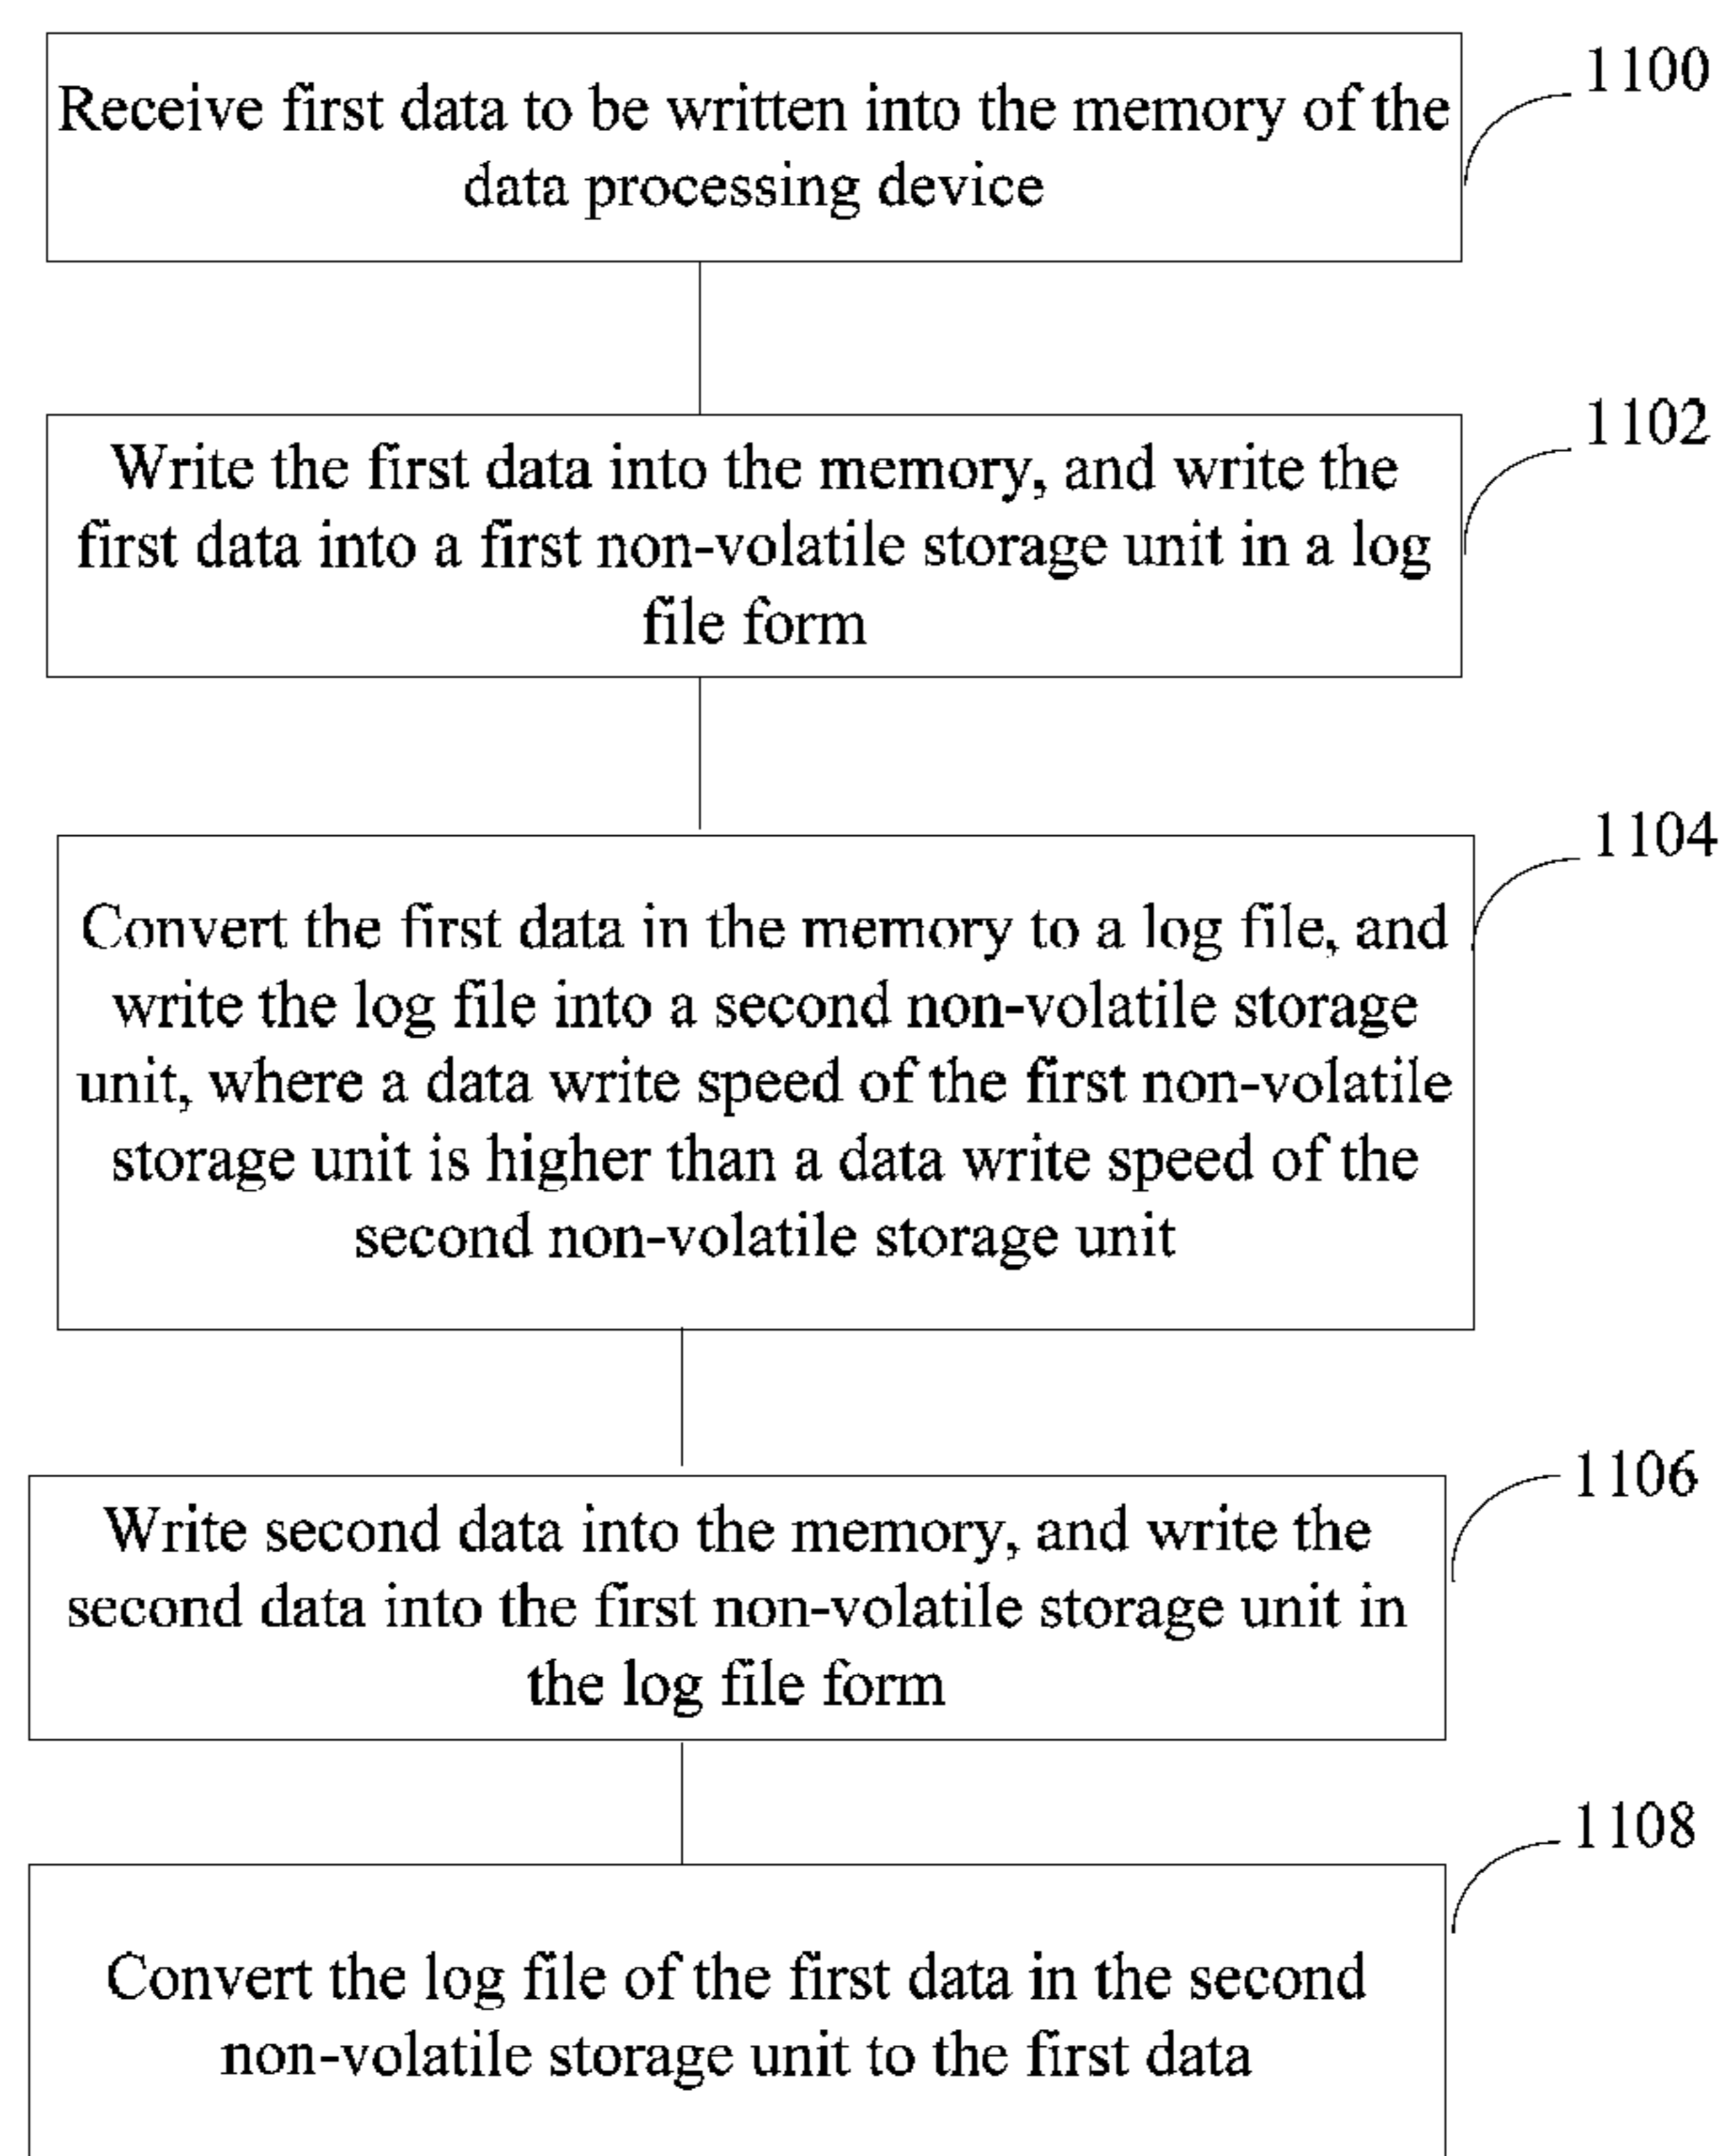 1100
Receive first data to be written into the memory of the
data processing device
1102
Write the first data into the memory, and write the
first data into a first non-volatile storage unit in a log
file form
1104
Convert the first data in the memory to a log file, and
write the log file into a second non-volatile storage
unit, where a data write speed of the first non-volatile
storage unit is higher than a data write speed of the
second non-volatile storage unit
1106
Write second data into the memory, and write the
second data into the first non-volatile storage unit in
the log file form
1108
Convert the log file of the first data in the second
non-volatile storage unit to the first data